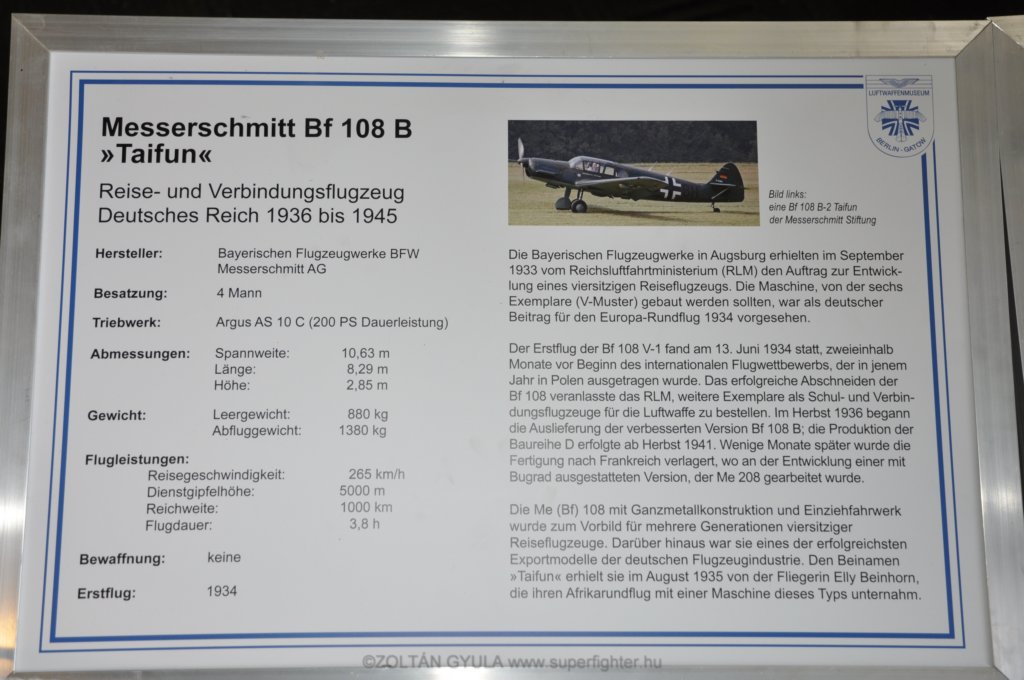 Messerschmitt Bf 108 B
»Taifun«
Reise- und Verbindungsflugzeug
Deutsches Reich 1936 bis 1945
Hersteller: Bayerischen Flugzeugwerke BFW
Messerschmitt AG
Besatzung: 4 Mann
Triebwerk: Argus AS 10 C (200 PS Dauerleistung)
Abmessungen: Spannweite: 10,63 m
Länge: 8,29 m
Höhe: 2,85 m
Gewicht: Leergewicht: 880 kg
Abfluggewicht: 1380 kg
Flugleistungen:
Reisegeschwindigkeit: 265 km/h
Dienstgipfelhöhe: 5000 m
Reichweite: 1000 km
Flugdauer: 3,8 h
Bewaffnung: keine
Erstflug: 1934
LUFTWAFFENMUSEUM
BERLIN - GATOW
Bild links:
eine Bf 108 B-2 Taifun
der Messerschmitt Stiftung
Die Bayerischen Flugzeugwerke in Augsburg erhielten im September
1933 vom Reichsluftfahrtministerium (RLM) den Auftrag zur Entwick-
lung eines viersitzigen Reiseflugzeugs. Die Maschine, von der sechs
Exemplare (V-Muster) gebaut werden sollten, war als deutscher
Beitrag für den Europa-Rundflug 1934 vorgesehen.
Der Erstflug der Bf 108 V-1 fand am 13. Juni 1934 statt, zweieinhalb
Monate vor Beginn des internationalen Flugwettbewerbs, der in jenem
Jahr in Polen ausgetragen wurde. Das erfolgreiche Abschneiden der
Bf 108 veranlasste das RLM, weitere Exemplare als Schul- und Verbin-
dungsflugzeuge für die Luftwaffe zu bestellen. Im Herbst 1936 begann
die Auslieferung der verbesserten Version Bf 108 B; die Produktion der
Baureihe D erfolgte ab Herbst 1941. Wenige Monate später wurde die
Fertigung nach Frankreich verlagert, wo an der Entwicklung einer mit
Bugrad ausgestatteten Version, der Me 208 gearbeitet wurde.
Die Me (Bf) 108 mit Ganzmetallkonstruktion und Einziehfahrwerk
wurde zum Vorbild für mehrere Generationen viersitziger
Reiseflugzeuge. Darüber hinaus war sie eines der erfolgreichsten
Exportmodelle der deutschen Flugzeugindustrie. Den Beinamen
»Taifun« erhielt sie im August 1935 von der Fliegerin Elly Beinhorn,
die ihren Afrikarundflug mit einer Maschine dieses Typs unternahm.
©ZOLTÁN GYULA www.superfighter.hu